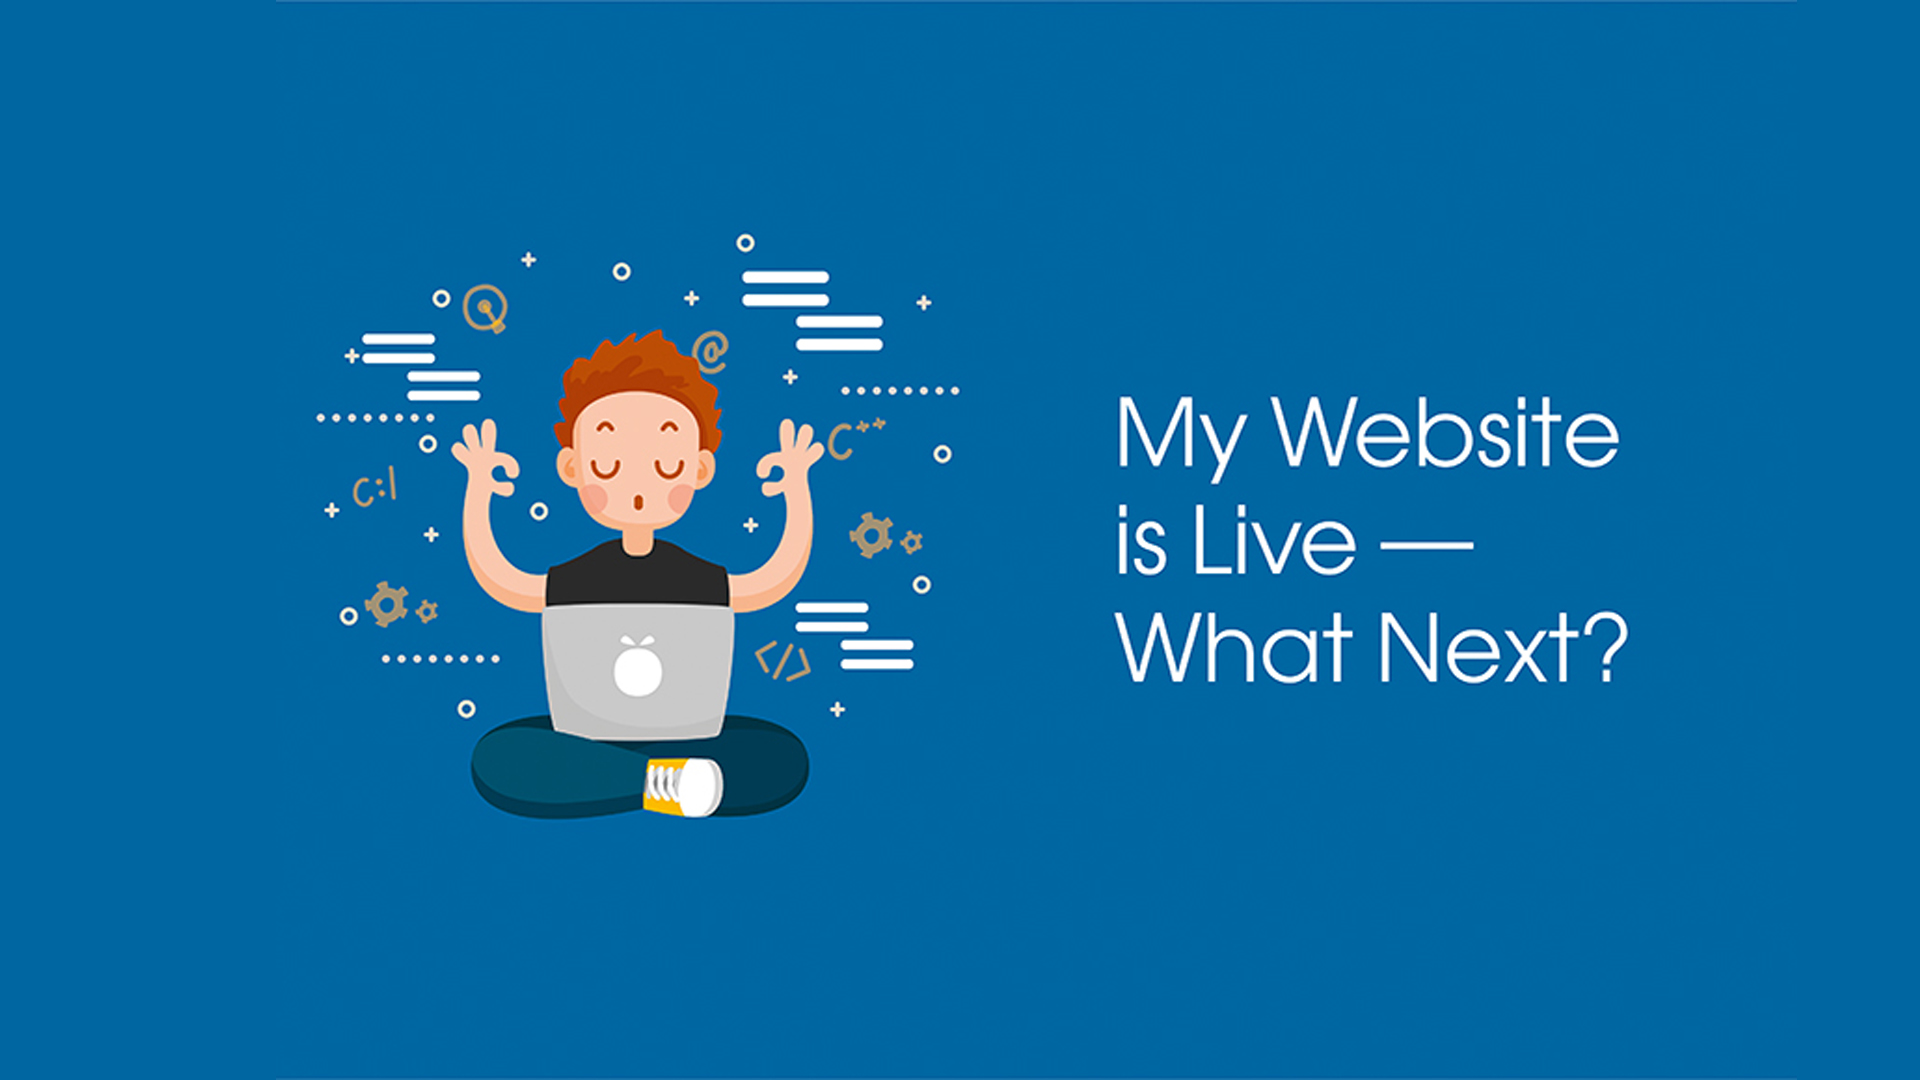 @
C++
C:\
</>
My Website
is Live —
What Next?